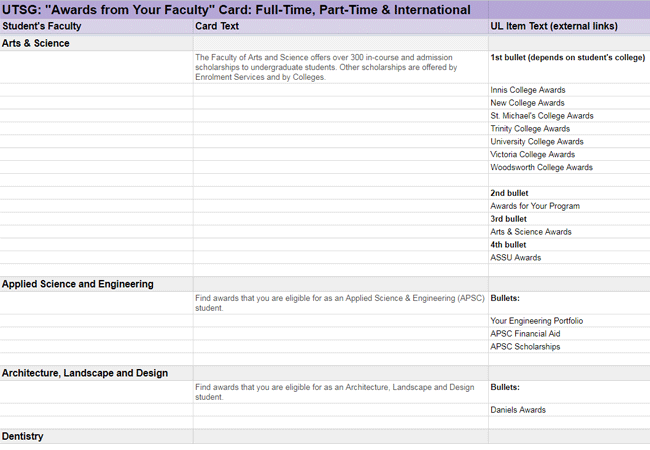 UTSG: "Awards from Your Faculty" Card: Full-Time, Part-Time & International
Student's Faculty Card Text UL Item Text (external links)
Arts & Science
The Faculty of Arts and Science offers over 300 in-course and admission
scholarships to undergraduate students. Other scholarships are offered by
Enrolment Services and by Colleges.
1st bullet (depends on student's college)
Innis College Awards
New College Awards
St. Michael's College Awards
Trinity College Awards
University College Awards
Victoria College Awards
Woodsworth College Awards
2nd bullet
Awards for Your Program
3rd bullet
Arts & Science Awards
4th bullet
ASSU Awards
Applied Science and Engineering
Find awards that you are eligible for as an Applied Science & Engineering (APSC)
student.
Bullets:
Your Engineering Portfolio
APSC Financial Aid
APSC Scholarships
Architecture, Landscape and Design
Find awards that you are eligible for as an Architecture, Landscape and Design
student.
Bullets:
Daniels Awards
Dentistry